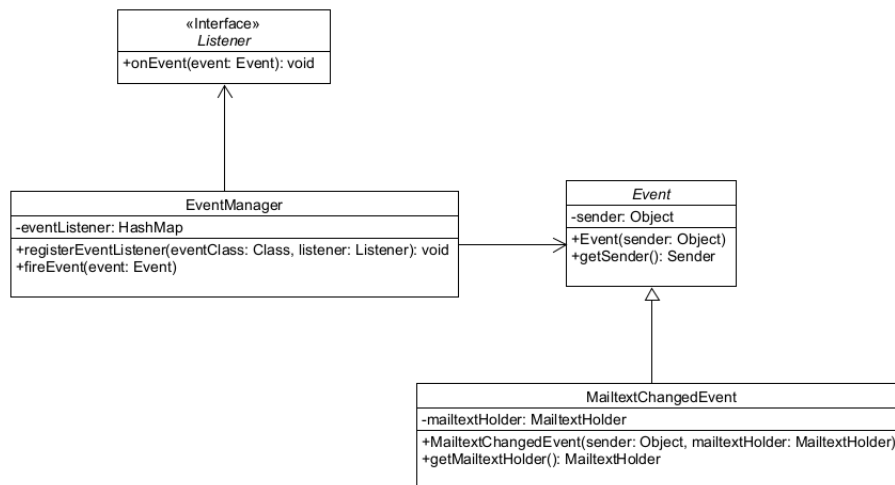 «Interface»
Listener
+onEvent(event: Event): void
EventManager
-eventListener: HashMap
+registerEventListener(eventClass: Class, listener: Listener): void
+fireEvent(event: Event)
Event
-sender: Object
+Event(sender: Object)
+getSender(): Sender
MailtextChangedEvent
-mailtextHolder: MailtextHolder
+MailtextChangedEvent(sender: Object, mailtextHolder: MailtextHolder)
+getMailtextHolder(): MailtextHolder